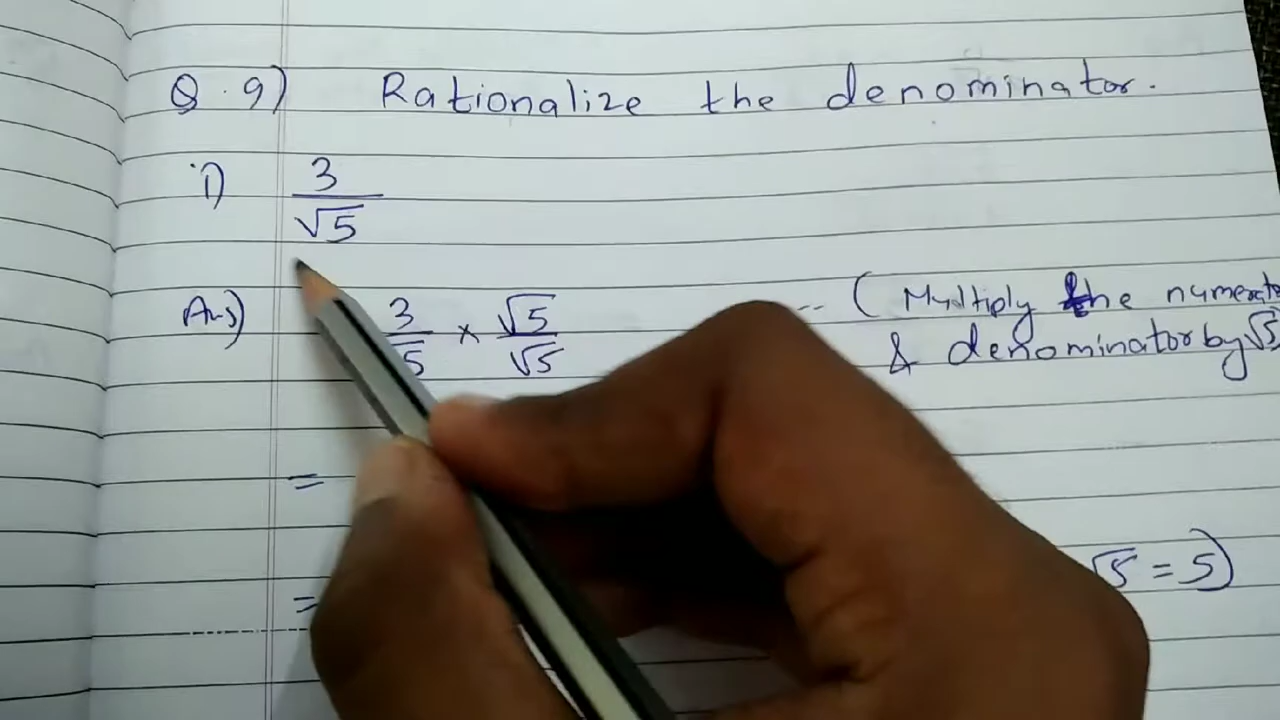 Q.9) Rationalize the denominator.
i) 3/√5
Ans) 3/√5 × √5/√5 -- (Multiply the numerato
& denominator by √5)
=
√5 = 5)
=